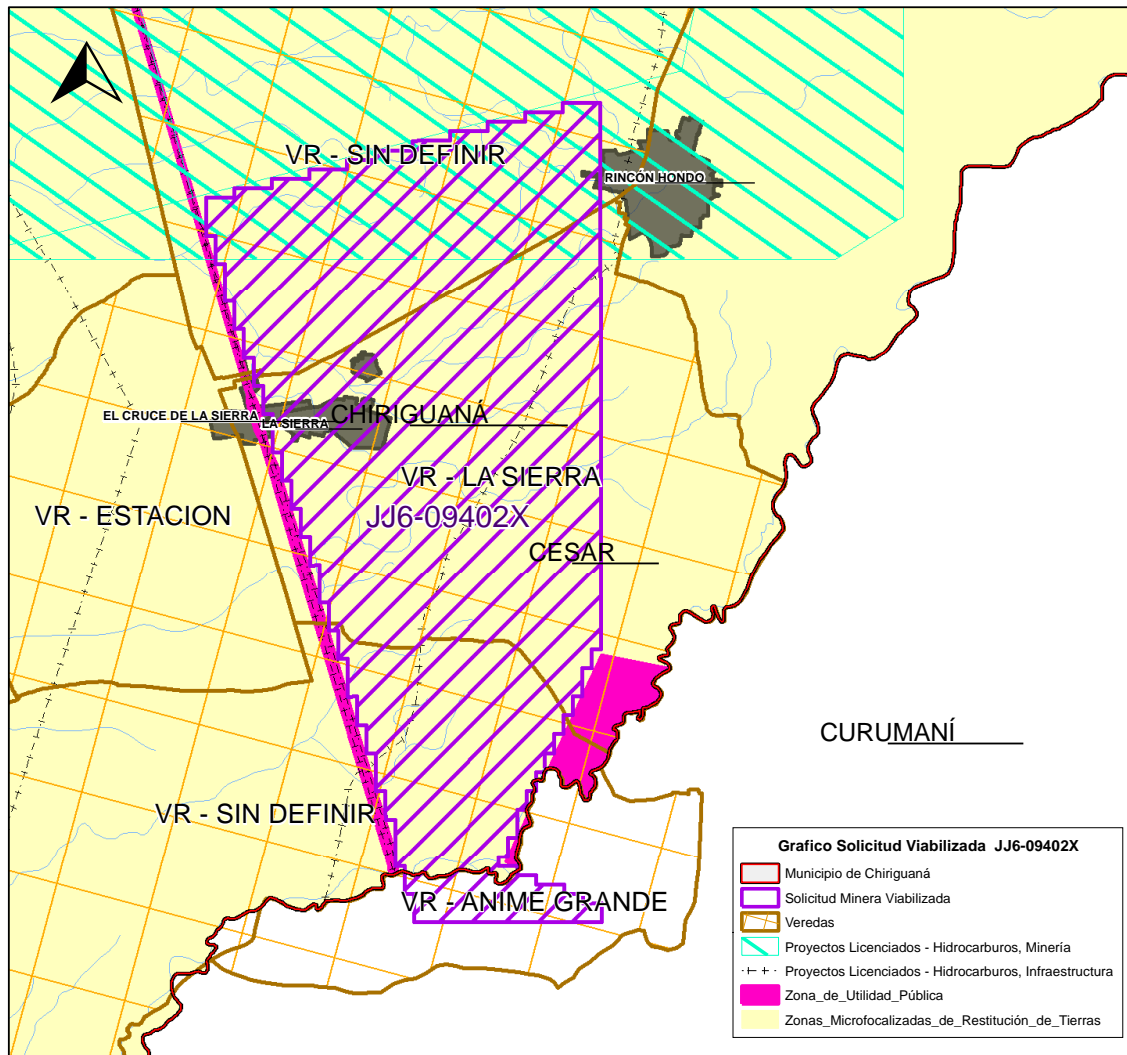 VR - SIN DEFINIR
RINCÓN HONDO
EL CRUCE DE LA SIERRA
LA SIERRA
CHIRIGUANÁ
VR - LA SIERRA
VR - ESTACION
JJ6-09402X
CESAR
CURUMANÍ
VR - SIN DEFINIR
VR - ANIME GRANDE
Grafico Solicitud Viabilizada JJ6-09402X
Municipio de Chiriguaná
Solicitud Minera Viabilizada
Veredas
Proyectos Licenciados - Hidrocarburos, Minería
Proyectos Licenciados - Hidrocarburos, Infraestructura
Zona_de_Utilidad_Pública
Zonas_Microfocalizadas_de_Restitución_de_Tierras